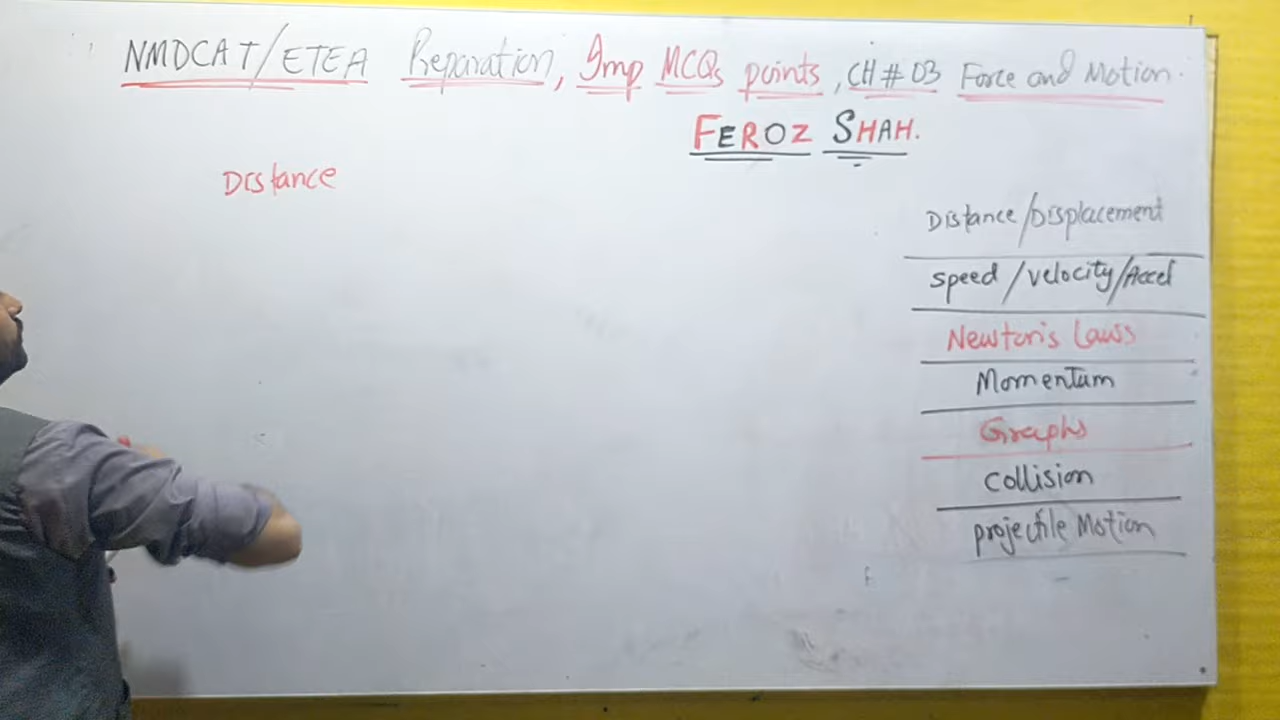 NMDCAT/ETEA Reparation, Imp MCQs points, CH # 03 Force and Motion.
FEROZ SHAH.
Distance
Distance/Displacement
speed/velocity/Accel
Newton's Laws
Momentum
Graphs
collision
projectile Motion